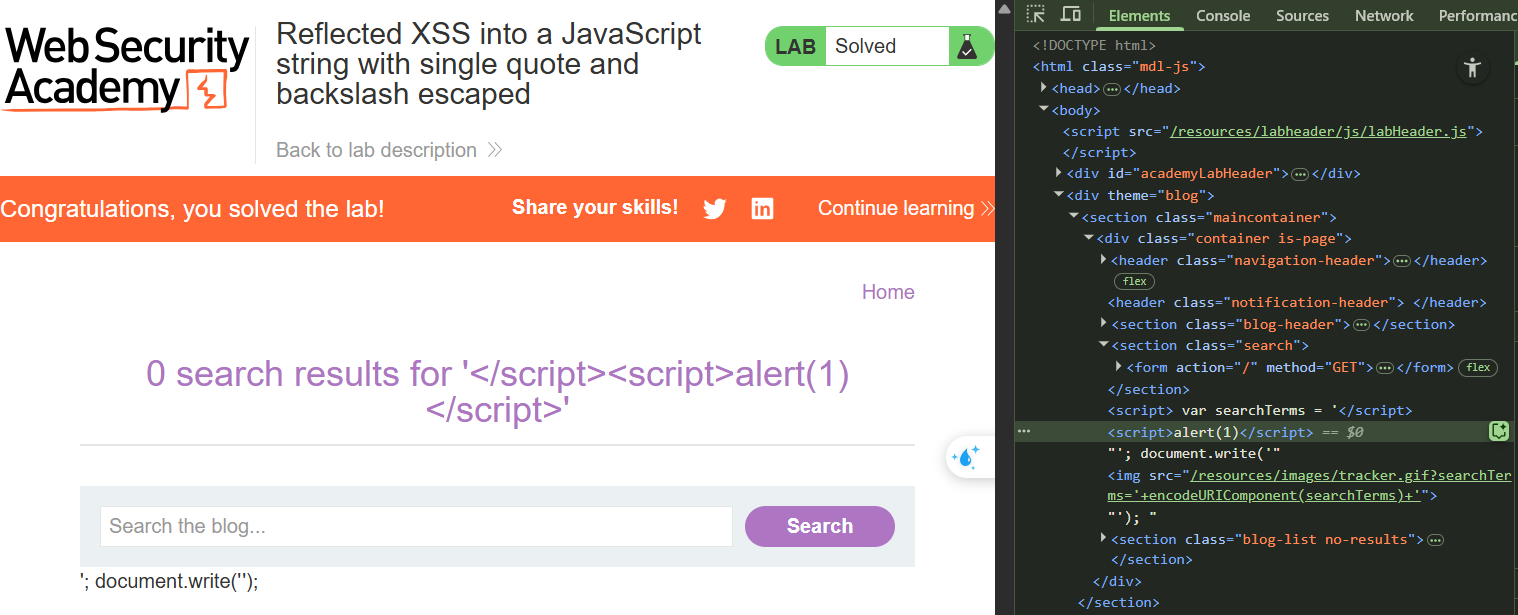 Web Security
Academy
Reflected XSS into a JavaScript
string with single quote and
backslash escaped
Back to lab description
LAB Solved
Congratulations, you solved the lab!
Share your skills!
Continue learning
Home
0 search results for '</script><script>alert(1)
</script>'
Search the blog...
Search
'; document.write('');
Elements Console Sources Network Performanc
<!DOCTYPE html>
<html class="mdl-js">
<head>…</head>
<body>
<script src="/resources/labheader/js/labHeader.js">
</script>
<div id="academyLabHeader">…</div>
<div theme="blog">
<section class="maincontainer">
<div class="container is-page">
<header class="navigation-header">…</header>
flex
<header class="notification-header"> </header>
<section class="blog-header">…</section>
<section class="search">
<form action="/" method="GET">…</form> flex
</section>
<script> var searchTerms = '</script>
… <script>alert(1)</script> == $0
"'; document.write('"
<img src="/resources/images/tracker.gif?searchTer
ms='+encodeURIComponent(searchTerms)+'">
"'); "
<section class="blog-list no-results">…
</section>
</div>
</section>